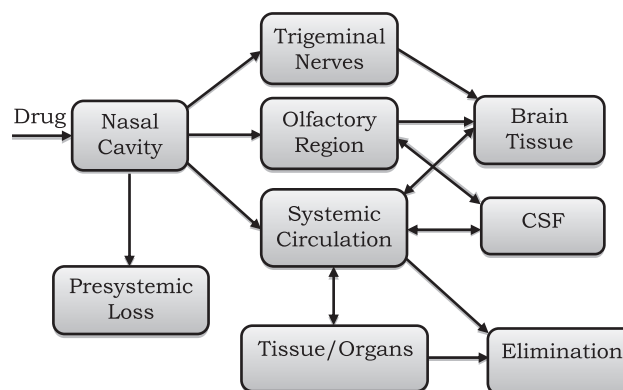 Drug
Nasal
Cavity
Trigeminal
Nerves
Olfactory
Region
Brain
Tissue
Systemic
Circulation
CSF
Presystemic
Loss
Tissue/Organs
Elimination